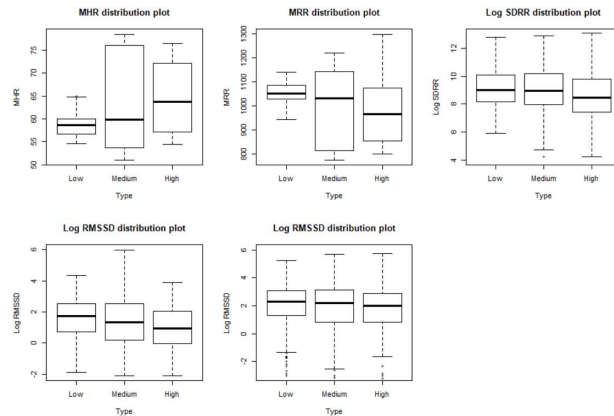 MHR distribution plot
MHR
75
70
65
60
55
50
Low
Medium
High
Type
MRR distribution plot
MRR
1300
1200
1100
1000
900
800
Low
Medium
High
Type
Log SDRR distribution plot
Log SDRR
12
10
8
6
4
Low
Medium
High
Type
Log RMSSD distribution plot
Log RMSSD
6
4
2
0
-2
Low
Medium
High
Type
Log RMSSD distribution plot
Log RMSSD
6
4
2
0
-2
Low
Medium
High
Type